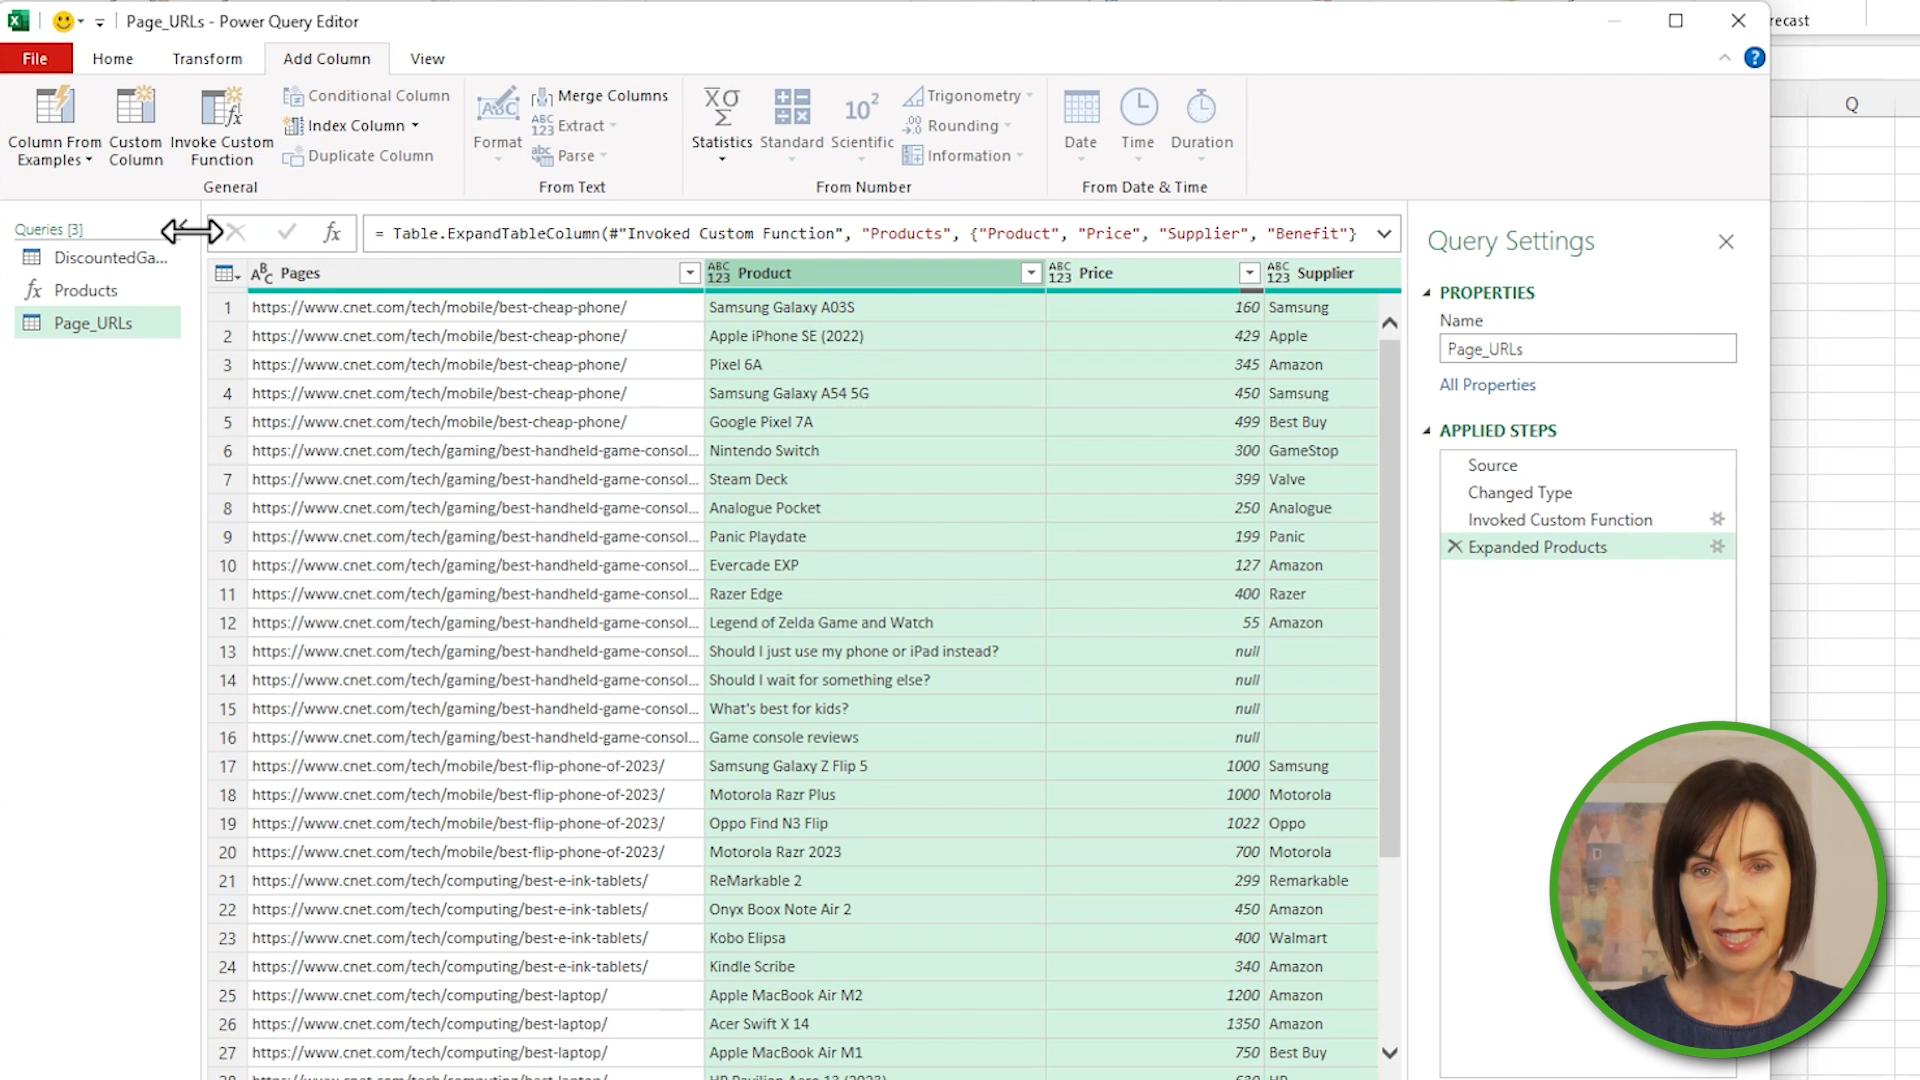 Page_URLs - Power Query Editor
recast
File
Home
Transform
Add Column
View
Column From
Examples
Custom
Column
Invoke Custom
Function
Conditional Column
Index Column
Duplicate Column
General
Format
Merge Columns
Extract
Parse
From Text
Statistics
Standard
Scientific
Trigonometry
Rounding
Information
From Number
Date
Time
Duration
From Date & Time
Q
Queries [3]
DiscountedGa...
Products
Page_URLs
fx
= Table.ExpandTableColumn(#"Invoked Custom Function", "Products", {"Product", "Price", "Supplier", "Benefit"}
Pages
Product
Price
Supplier
1 https://www.cnet.com/tech/mobile/best-cheap-phone/ Samsung Galaxy A03S 160 Samsung
2 https://www.cnet.com/tech/mobile/best-cheap-phone/ Apple iPhone SE (2022) 429 Apple
3 https://www.cnet.com/tech/mobile/best-cheap-phone/ Pixel 6A 345 Amazon
4 https://www.cnet.com/tech/mobile/best-cheap-phone/ Samsung Galaxy A54 5G 450 Samsung
5 https://www.cnet.com/tech/mobile/best-cheap-phone/ Google Pixel 7A 499 Best Buy
6 https://www.cnet.com/tech/gaming/best-handheld-game-consol... Nintendo Switch 300 GameStop
7 https://www.cnet.com/tech/gaming/best-handheld-game-consol... Steam Deck 399 Valve
8 https://www.cnet.com/tech/gaming/best-handheld-game-consol... Analogue Pocket 250 Analogue
9 https://www.cnet.com/tech/gaming/best-handheld-game-consol... Panic Playdate 199 Panic
10 https://www.cnet.com/tech/gaming/best-handheld-game-consol... Evercade EXP 127 Amazon
11 https://www.cnet.com/tech/gaming/best-handheld-game-consol... Razer Edge 400 Razer
12 https://www.cnet.com/tech/gaming/best-handheld-game-consol... Legend of Zelda Game and Watch 55 Amazon
13 https://www.cnet.com/tech/gaming/best-handheld-game-consol... Should I just use my phone or iPad instead? null
14 https://www.cnet.com/tech/gaming/best-handheld-game-consol... Should I wait for something else? null
15 https://www.cnet.com/tech/gaming/best-handheld-game-consol... What's best for kids? null
16 https://www.cnet.com/tech/gaming/best-handheld-game-consol... Game console reviews null
17 https://www.cnet.com/tech/mobile/best-flip-phone-of-2023/ Samsung Galaxy Z Flip 5 1000 Samsung
18 https://www.cnet.com/tech/mobile/best-flip-phone-of-2023/ Motorola Razr Plus 1000 Motorola
19 https://www.cnet.com/tech/mobile/best-flip-phone-of-2023/ Oppo Find N3 Flip 1022 Oppo
20 https://www.cnet.com/tech/mobile/best-flip-phone-of-2023/ Motorola Razr 2023 700 Motorola
21 https://www.cnet.com/tech/computing/best-e-ink-tablets/ ReMarkable 2 299 Remarkable
22 https://www.cnet.com/tech/computing/best-e-ink-tablets/ Onyx Boox Note Air 2 450 Amazon
23 https://www.cnet.com/tech/computing/best-e-ink-tablets/ Kobo Elipsa 400 Walmart
24 https://www.cnet.com/tech/computing/best-e-ink-tablets/ Kindle Scribe 340 Amazon
25 https://www.cnet.com/tech/computing/best-laptop/ Apple MacBook Air M2 1200 Amazon
26 https://www.cnet.com/tech/computing/best-laptop/ Acer Swift X 14 1350 Amazon
27 https://www.cnet.com/tech/computing/best-laptop/ Apple MacBook Air M1 750 Best Buy
Query Settings
PROPERTIES
Name
Page_URLs
All Properties
APPLIED STEPS
Source
Changed Type
Invoked Custom Function
Expanded Products